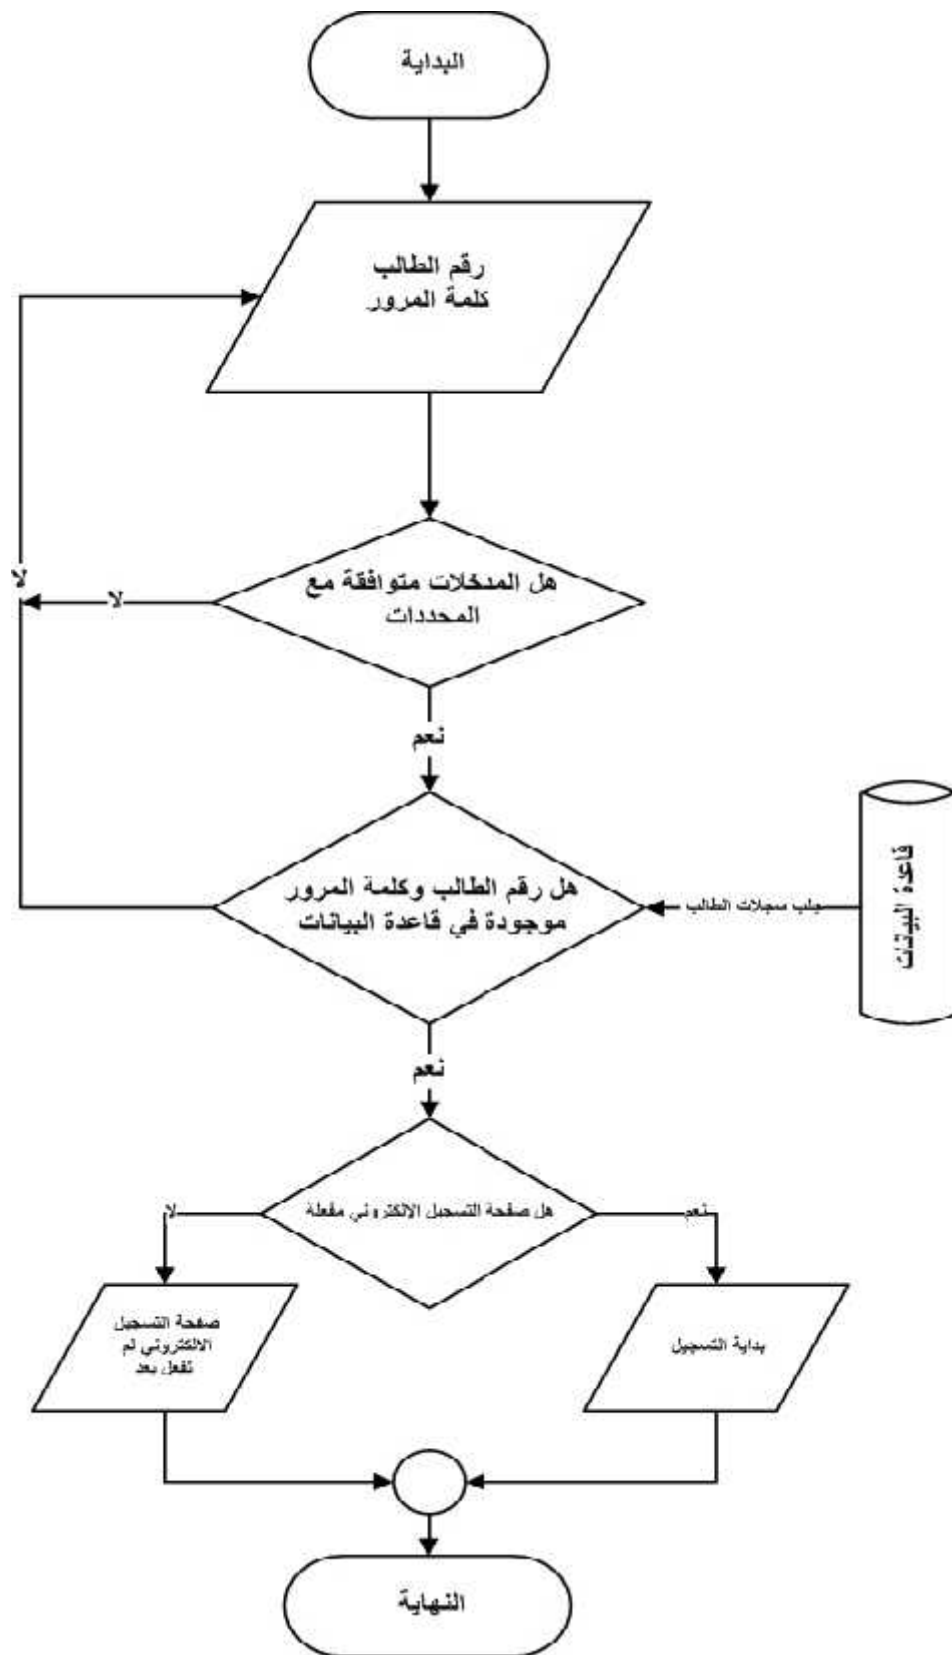 البداية
رقم الطالب
كلمة المرور
هل المدخلات متوافقة مع
المحددات
لا
لا
نعم
هل رقم الطالب وكلمة المرور
موجودة في قاعدة البيانات
جلب سجلات الطالب
قاعدة البيانات
نعم
هل صفحة التسجيل الالكتروني مفعلة
نعم
لا
بداية التسجيل
صفحة التسجيل
الالكتروني لم
تفعل بعد
النهاية